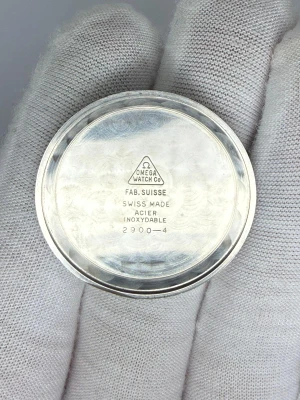 Ω
OMEGA
WATCH Co
FAB. SUISSE
SWISS MADE
ACIER
INOXYDABLE
2900-4